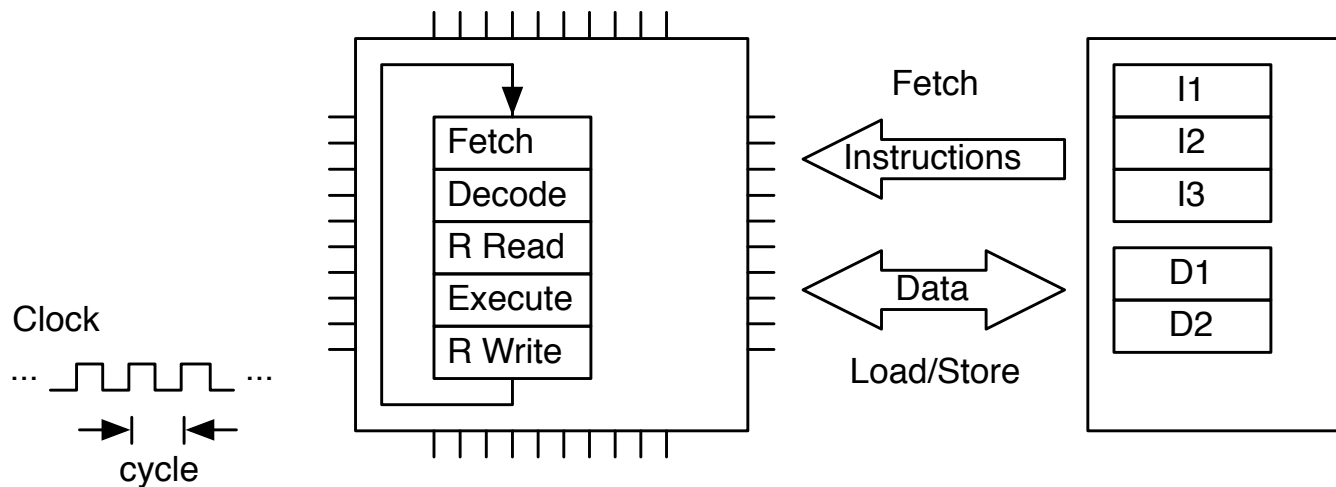 Fetch
Decode
R Read
Execute
R Write
Clock
... ...
cycle
Fetch
Instructions
Data
Load/Store
I1
I2
I3
D1
D2